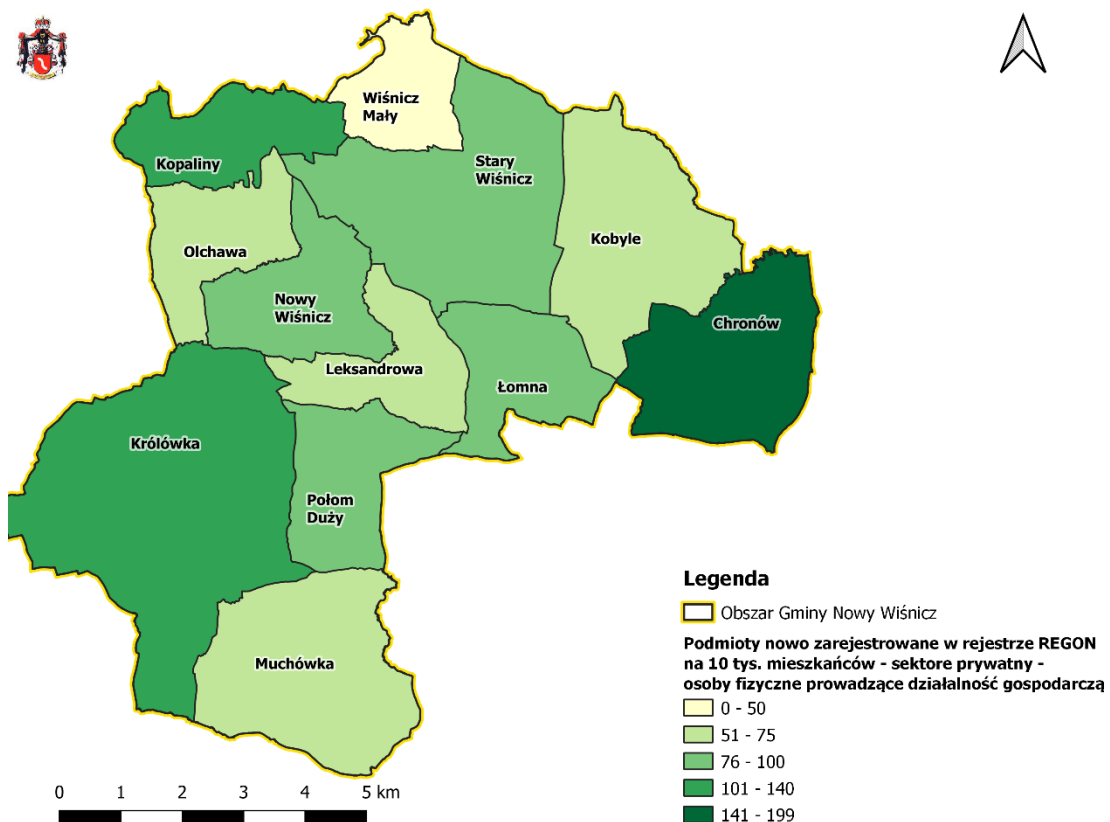 Wiśnicz
Mały
Kopaliny
Stary
Wiśnicz
Olchawa
Kobyle
Nowy
Wiśnicz
Chronów
Leksandrowa
Łomna
Królówka
Połom
Duży
Muchówka
Legenda
Obszar Gminy Nowy Wiśnicz
Podmioty nowo zarejestrowane w rejestrze REGON
na 10 tys. mieszkańców - sektore prywatny -
osoby fizyczne prowadzące działalność gospodarczą
0 - 50
51 - 75
76 - 100
101 - 140
141 - 199
0 1 2 3 4 5 km